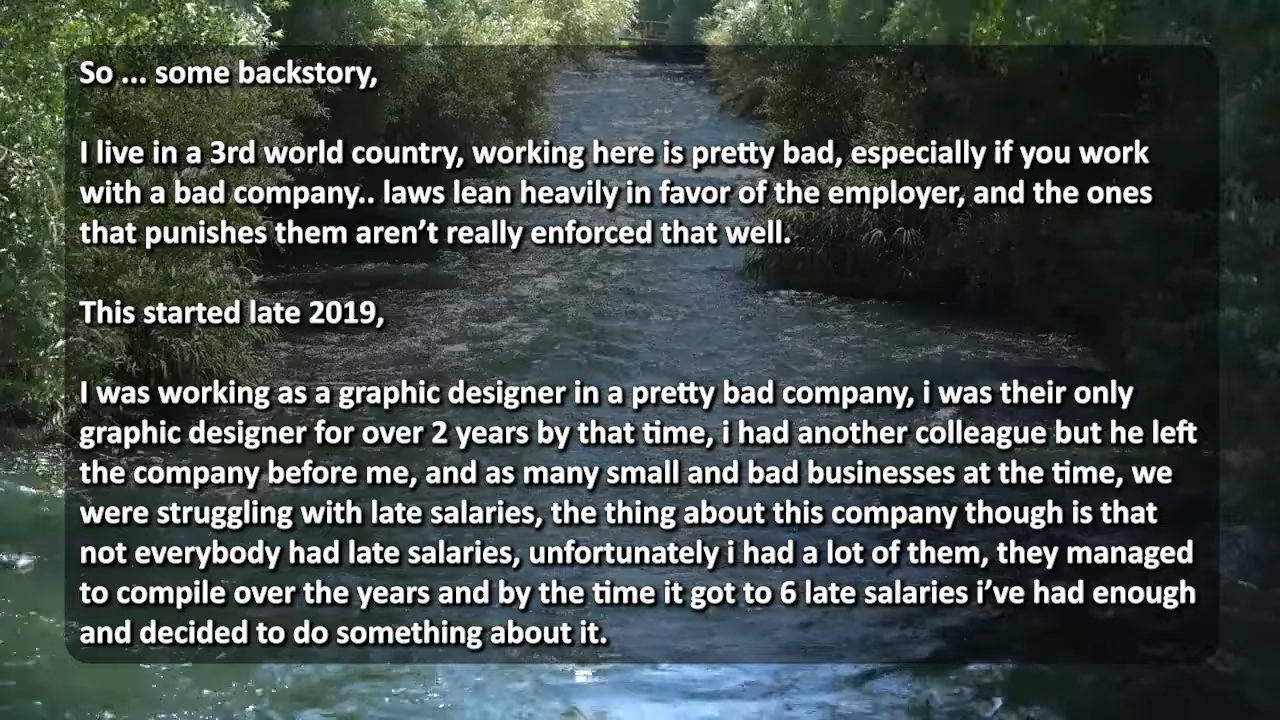 So ... some backstory,
I live in a 3rd world country, working here is pretty bad, especially if you work
with a bad company.. laws lean heavily in favor of the employer, and the ones
that punishes them aren’t really enforced that well.
This started late 2019,
I was working as a graphic designer in a pretty bad company, i was their only
graphic designer for over 2 years by that time, i had another colleague but he left
the company before me, and as many small and bad businesses at the time, we
were struggling with late salaries, the thing about this company though is that
not everybody had late salaries, unfortunately i had a lot of them, they managed
to compile over the years and by the time it got to 6 late salaries i’ve had enough
and decided to do something about it.